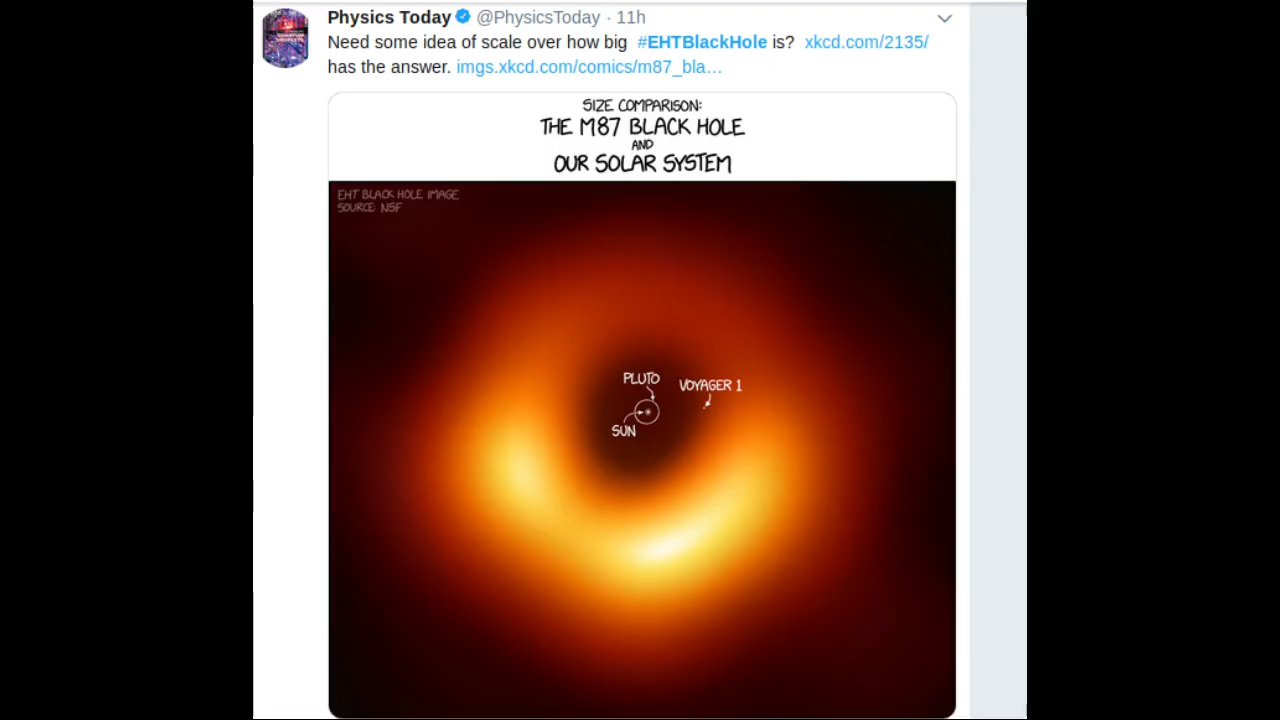 Physics Today @PhysicsToday · 11h
Need some idea of scale over how big #EHTBlackHole is? xkcd.com/2135/
has the answer. imgs.xkcd.com/comics/m87_bla…
SIZE COMPARISON:
THE M87 BLACK HOLE
AND
OUR SOLAR SYSTEM
EHT BLACK HOLE IMAGE
SOURCE: NSF
PLUTO
VOYAGER 1
SUN